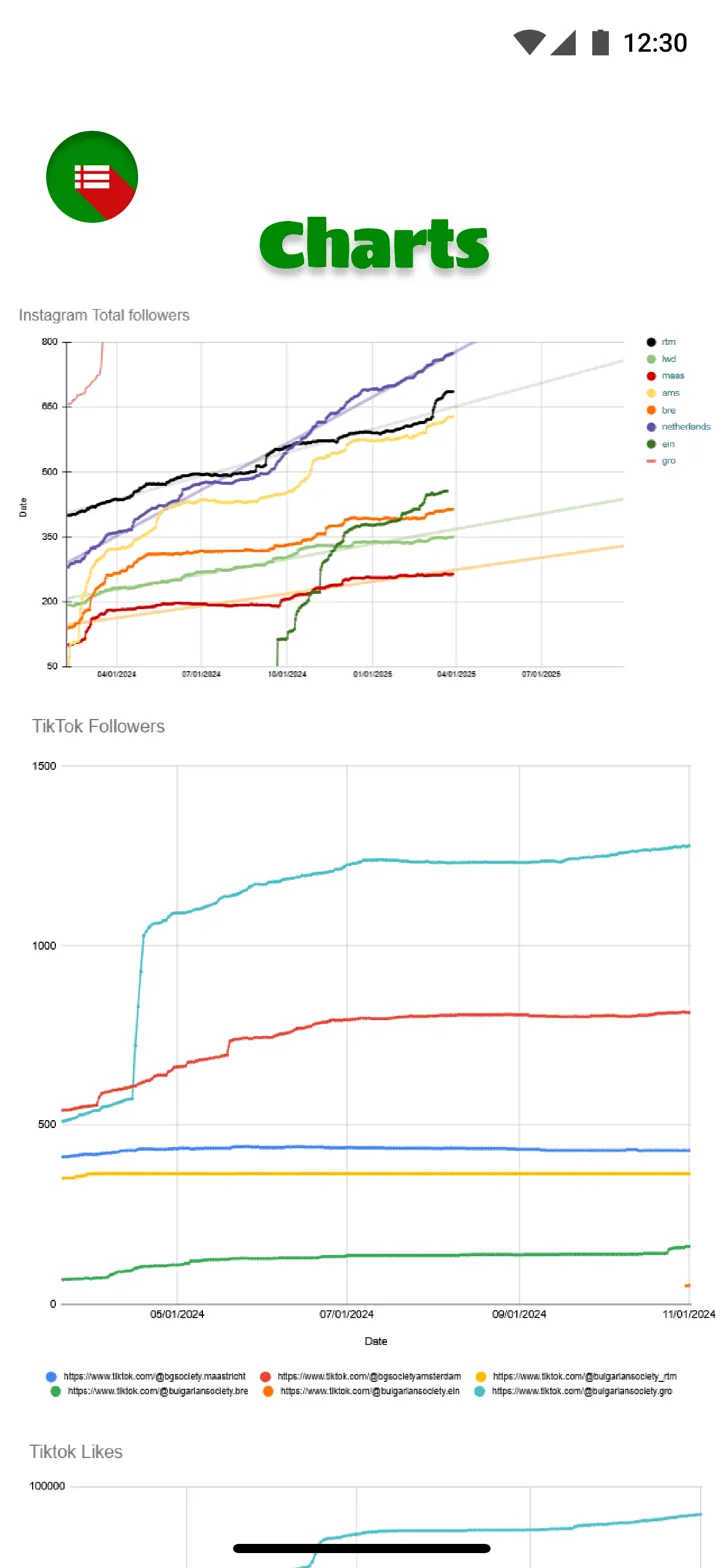 12:30
Charts
Instagram Total followers
800
650
500
350
200
50
Date
04/01/2024 07/01/2024 10/01/2024 01/01/2025 04/01/2025 07/01/2025
rtm
lwd
maas
ams
bre
netherlands
ein
gro
TikTok Followers
1500
1000
500
0
05/01/2024 07/01/2024 09/01/2024 11/01/2024
Date
https://www.tiktok.com/@bgsociety.maastricht https://www.tiktok.com/@bgsocietyamsterdam https://www.tiktok.com/@bulgariansociety_rtm
https://www.tiktok.com/@bulgariansociety.bre https://www.tiktok.com/@bulgariansociety.ein https://www.tiktok.com/@bulgariansociety.gro
Tiktok Likes
100000